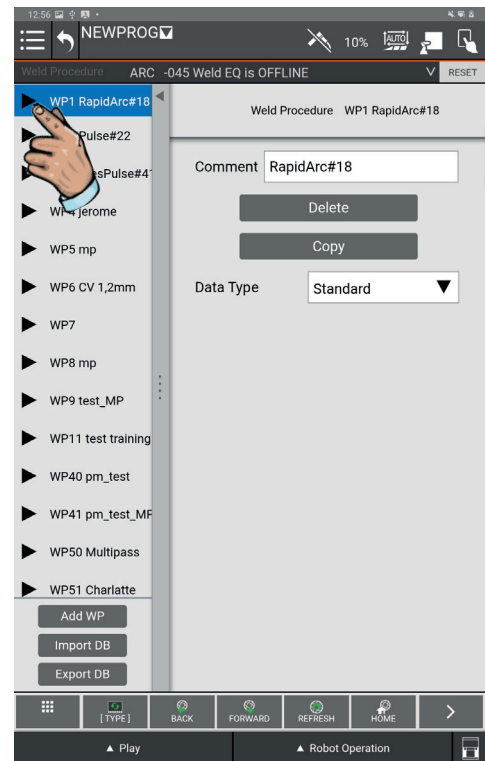 12:56
NEWPROG
10%
AUTO
Weld Procedure ARC -045 Weld EQ is OFFLINE
RESET
WP1 RapidArc#18
Pulse#22
esPulse#4
WP4 jerome
WP5 mp
WP6 CV 1,2mm
WP7
WP8 mp
WP9 test_MP
WP11 test training
WP40 pm_test
WP41 pm_test_MP
WP50 Multipass
WP51 Charlatte
Add WP
Import DB
Export DB
Weld Procedure WP1 RapidArc#18
Comment RapidArc#18
Delete
Copy
Data Type Standard
[ TYPE ] BACK FORWARD REFRESH HOME
Play Robot Operation